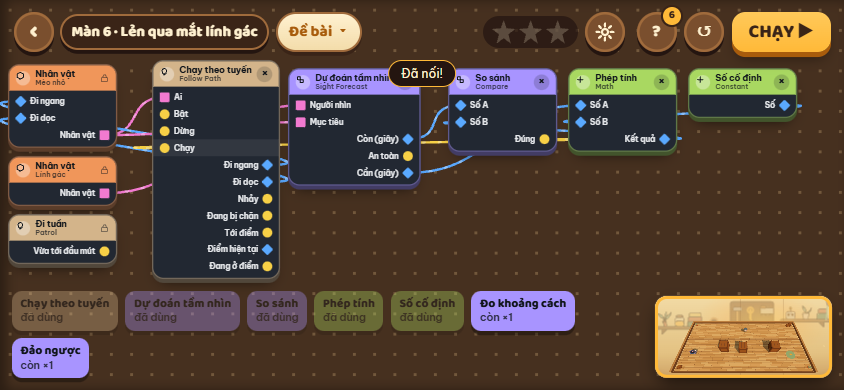 Màn 6 · Lẻn qua mắt lính gác
Đề bài
6
?
CHẠY
Đã nối!
Nhân vật
Mèo nhỏ
Đi ngang
Đi dọc
Nhân vật
Nhân vật
Lính gác
Nhân vật
Đi tuần
Patrol
Vừa tới đầu mút
Chạy theo tuyến
Follow Path
Ai
Bật
Dừng
Chạy
Đi ngang
Đi dọc
Nhảy
Đang bị chặn
Tới điểm
Điểm hiện tại
Đang ở điểm
Dự đoán tầm nhìn
Sight Forecast
Người nhìn
Mục tiêu
Còn (giây)
An toàn
Cần (giây)
So sánh
Compare
Số A
Số B
Đúng
Phép tính
Math
Số A
Số B
Kết quả
Số cố định
Constant
Số
Chạy theo tuyến
đã dùng
Dự đoán tầm nhìn
đã dùng
So sánh
đã dùng
Phép tính
đã dùng
Số cố định
đã dùng
Đo khoảng cách
còn ×1
Đảo ngược
còn ×1